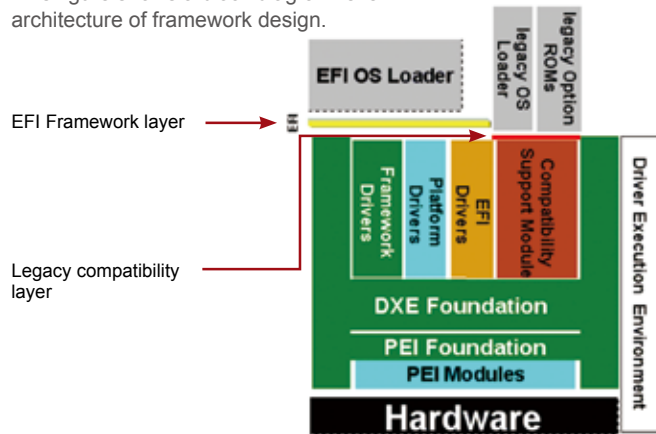 architecture of framework design.
EFI OS Loader
legacy OS
Loader
legacy Option
ROMs
EFI Framework layer
EFI
Framework
Drivers
Platform
Drivers
EFI
Drivers
Compatibility
Support Module
Driver Execution Environment
Legacy compatibility
layer
DXE Foundation
PEI Foundation
PEI Modules
Hardware